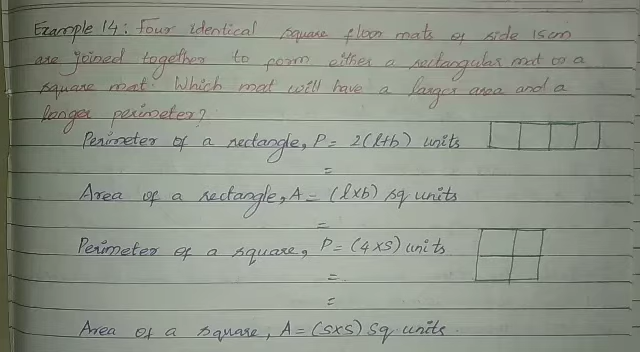 Example 14: Four identical square floor mats of side 15cm
are joined together to form either a rectangular mat or a
square mat. Which mat will have a larger area and a
longer perimeter?
Perimeter of a rectangle, P = 2(l+b) units
=
Area of a rectangle, A = (l×b) sq units
=
Perimeter of a square, P = (4×S) units
=
=
Area of a square, A = (S×S) Sq. units.